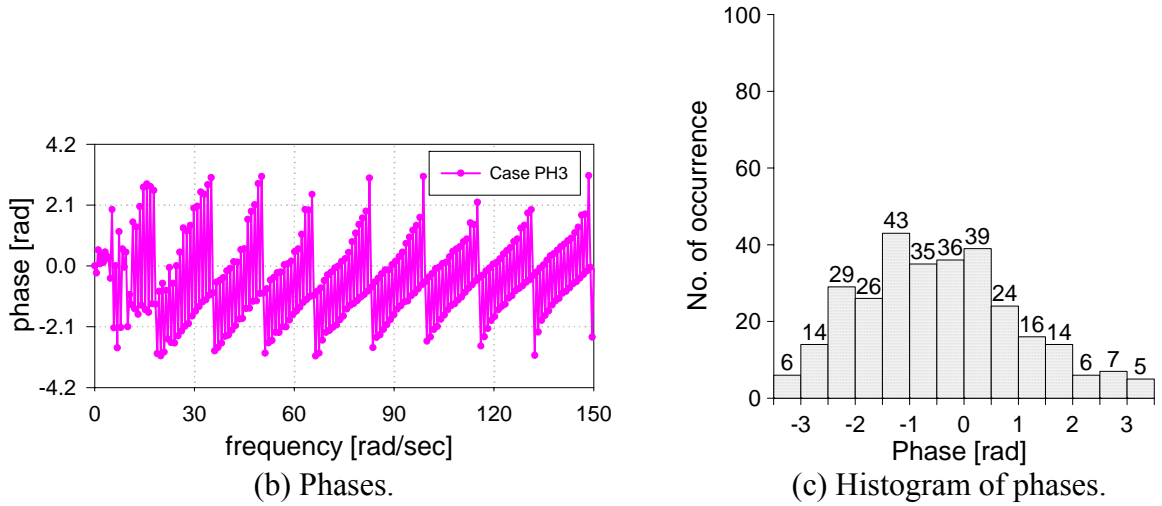 4.2
2.1
0.0
-2.1
-4.2
phase [rad]
Case PH3
0 30 60 90 120 150
frequency [rad/sec]
(b) Phases.
100
80
60
40
20
0
No. of occurrence
6 14 29 26 43 35 36 39 24 16 14 6 7 5
-3 -2 -1 0 1 2 3
Phase [rad]
(c) Histogram of phases.